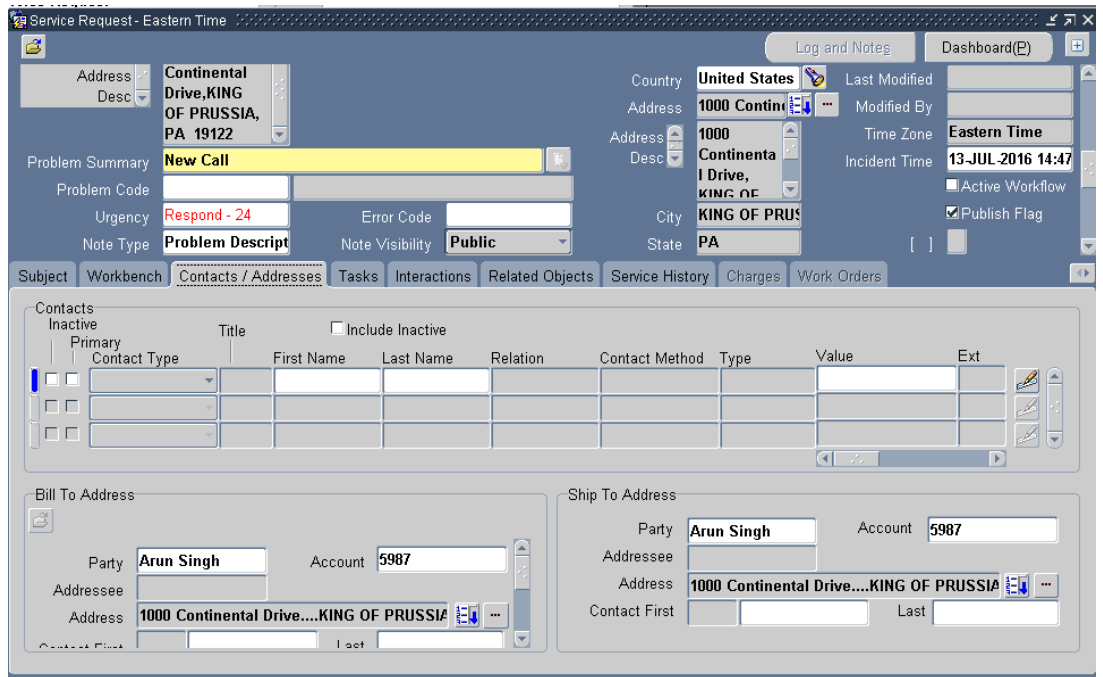 Service Request - Eastern Time
Log and Notes Dashboard(P)
Address Desc
Continental
Drive,KING
OF PRUSSIA,
PA 19122
Country United States Last Modified
Address 1000 Contine Modified By
Address Desc
1000
Continenta
l Drive,
KING OF
Time Zone Eastern Time
Problem Summary New Call
Incident Time 13-JUL-2016 14:47
Problem Code
Active Workflow
Urgency Respond - 24 Error Code City KING OF PRUS Publish Flag
Note Type Problem Descript Note Visibility Public State PA [ ]
Subject Workbench Contacts / Addresses Tasks Interactions Related Objects Service History Charges Work Orders
Contacts
Inactive
Primary
Contact Type Title Include Inactive
First Name Last Name Relation Contact Method Type Value Ext
Bill To Address
Party Arun Singh Account 5987
Addressee
Address 1000 Continental Drive....KING OF PRUSSIA
Contact First Last
Ship To Address
Party Arun Singh Account 5987
Addressee
Address 1000 Continental Drive....KING OF PRUSSIA
Contact First Last